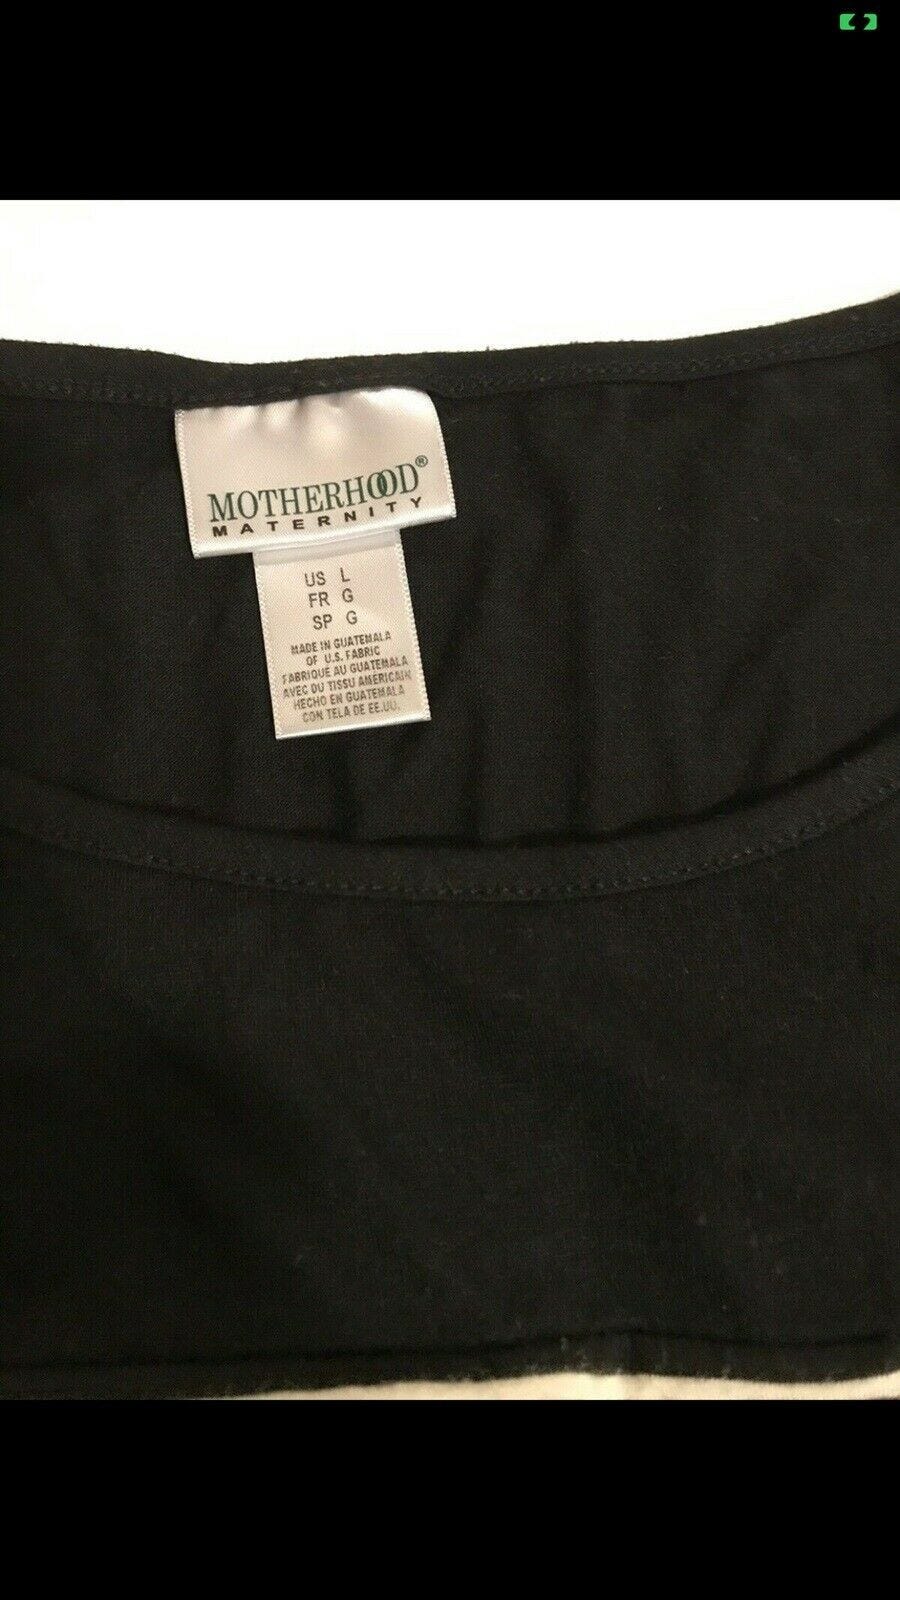 MOTHERHOOD®
MATERNITY
US L
FR G
SP G
MADE IN GUATEMALA
OF U.S. FABRIC
FABRIQUE AU GUATEMALA
AVEC DU TISSU AMERICAIN
HECHO EN GUATEMALA
CON TELA DE EE.UU.